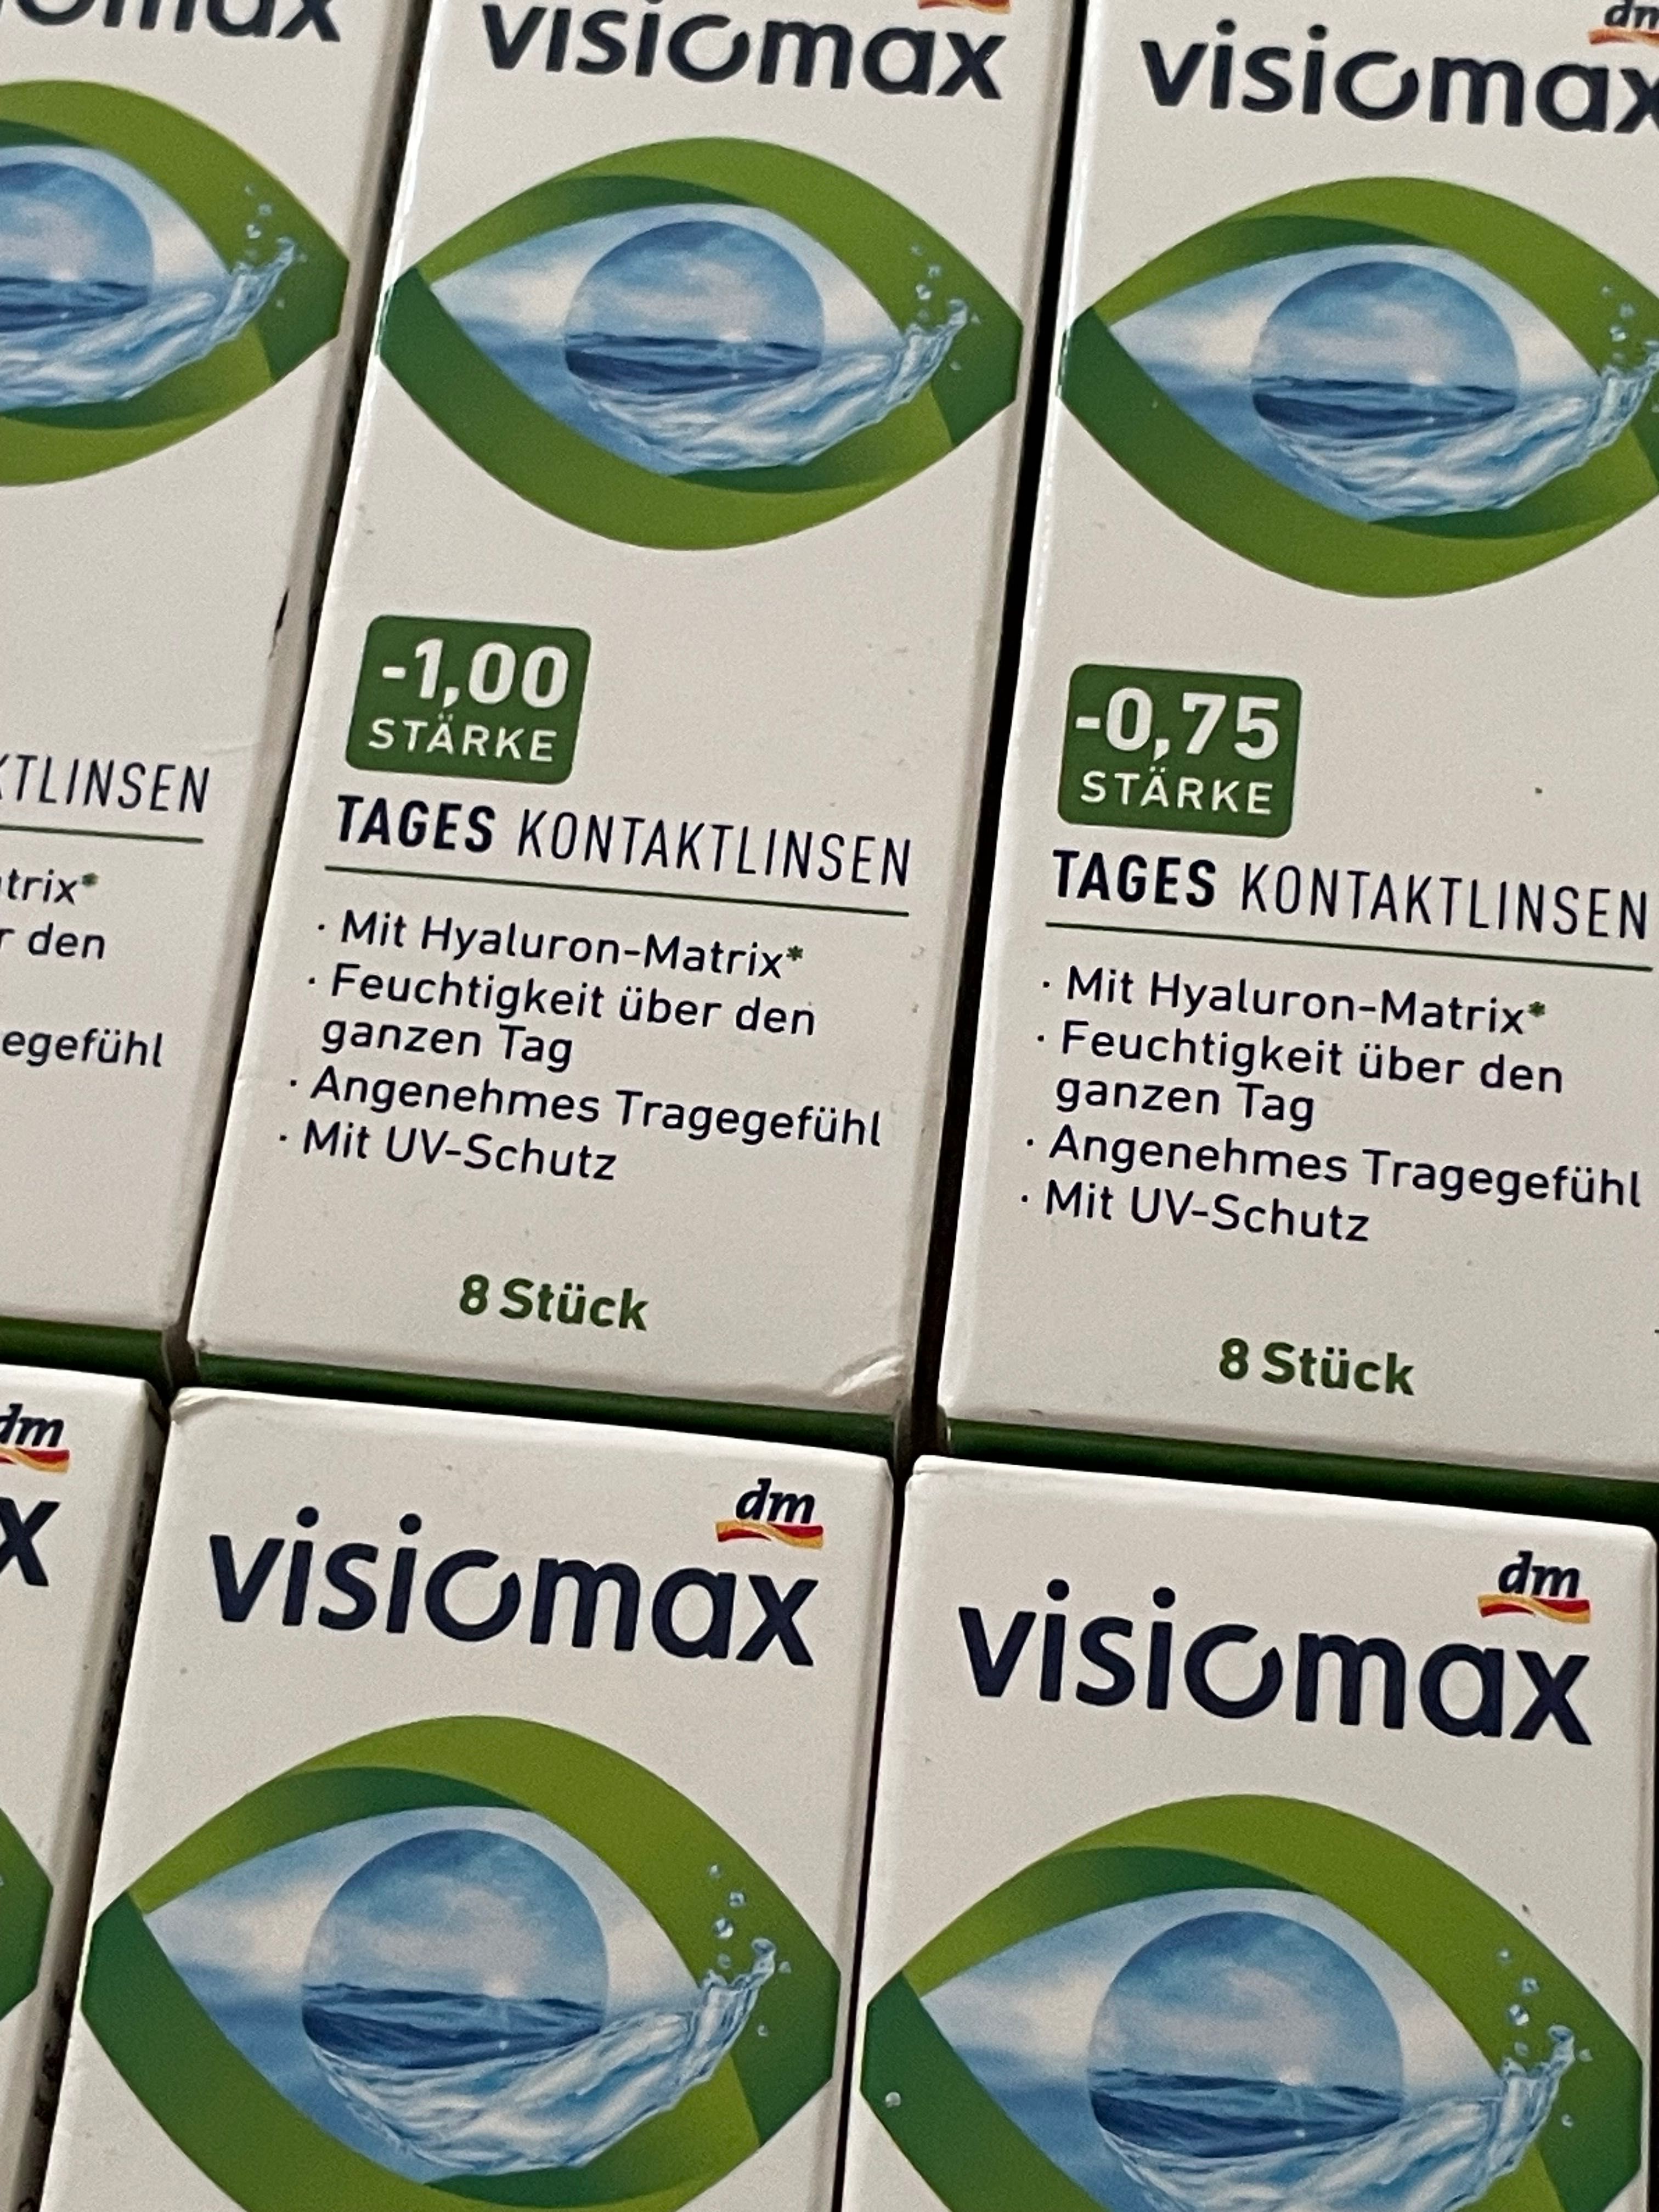 visiomax
dm
visiomax
-1,00
STÄRKE
TAGES KONTAKTLINSEN
· Mit Hyaluron-Matrix*
· Feuchtigkeit über den
ganzen Tag
· Angenehmes Tragegefühl
· Mit UV-Schutz
8 Stück
-0,75
STÄRKE
TAGES KONTAKTLINSEN
· Mit Hyaluron-Matrix*
· Feuchtigkeit über den
ganzen Tag
· Angenehmes Tragegefühl
· Mit UV-Schutz
8 Stück
den
dm
dm
visiomax
dm
visiomax